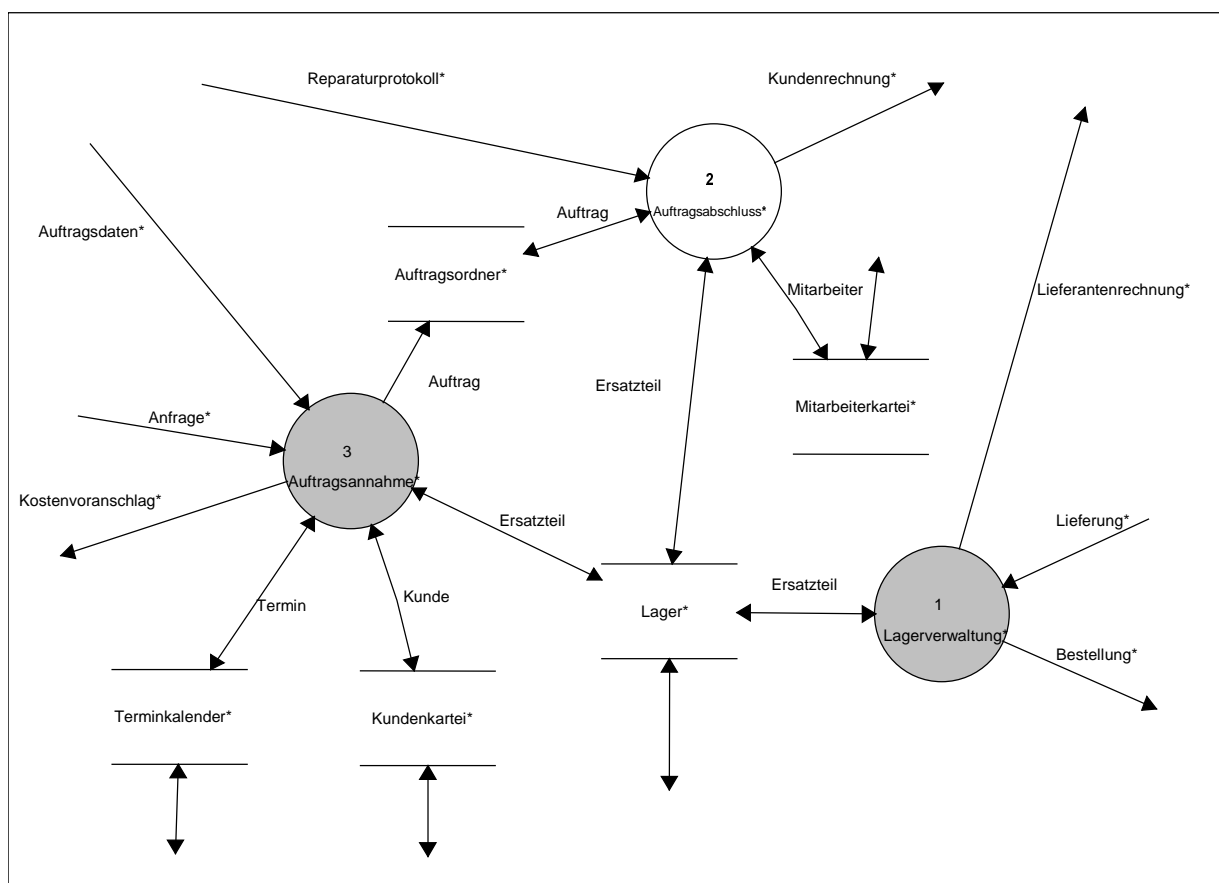 Reparaturprotokoll*
Kundenrechnung*
2
Auftragsabschluss*
Auftrag
Auftragsdaten*
Auftragsordner*
Mitarbeiter
Lieferantenrechnung*
Auftrag
Ersatzteil
Mitarbeiterkartei*
Anfrage*
3
Auftragsannahme*
Kostenvoranschlag*
Ersatzteil
Lieferung*
Termin
Kunde
Lager*
Ersatzteil
1
Lagerverwaltung*
Bestellung*
Terminkalender*
Kundenkartei*